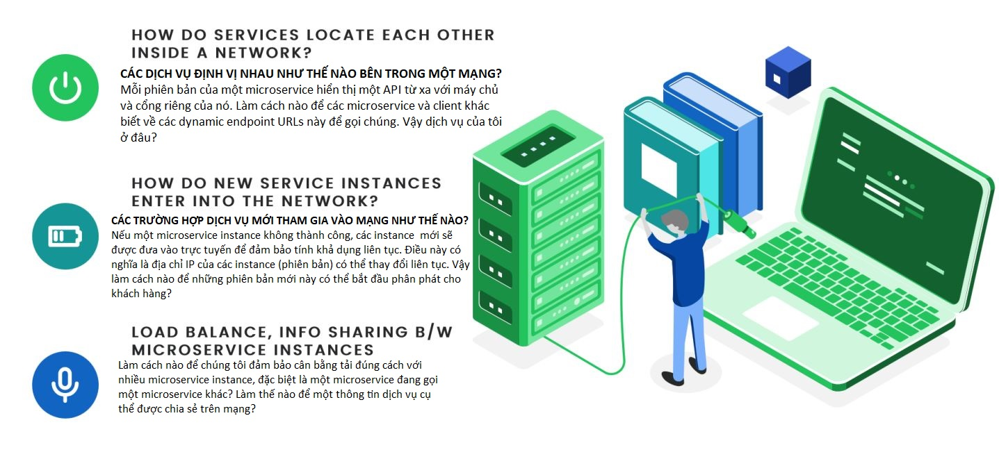 HOW DO SERVICES LOCATE EACH OTHER
INSIDE A NETWORK?
CÁC DỊCH VỤ ĐỊNH VỊ NHAU NHƯ THẾ NÀO BÊN TRONG MỘT MẠNG?
Mỗi phiên bản của một microservice hiển thị một API từ xa với máy chủ
và cổng riêng của nó. Làm cách nào để các microservice và client khác
biết về các dynamic endpoint URLs này để gọi chúng. Vậy dịch vụ của tôi
ở đâu?
HOW DO NEW SERVICE INSTANCES
ENTER INTO THE NETWORK?
CÁC TRƯỜNG HỢP DỊCH VỤ MỚI THAM GIA VÀO MẠNG NHƯ THẾ NÀO?
Nếu một microservice instance không thành công, các instance mới sẽ
được đưa vào trực tuyến để đảm bảo tính khả dụng liên tục. Điều này có
nghĩa là địa chỉ IP của các instance (phiên bản) có thể thay đổi liên tục. Vậy
làm cách nào để những phiên bản mới này có thể bắt đầu phân phát cho
khách hàng?
LOAD BALANCE, INFO SHARING B/W
MICROSERVICE INSTANCES
Làm cách nào để chúng tôi đảm bảo cân bằng tải đúng cách với
nhiều microservice instance, đặc biệt là một microservice đang gọi
một microservice khác? Làm thế nào để một thông tin dịch vụ cụ
thể được chia sẻ trên mạng?